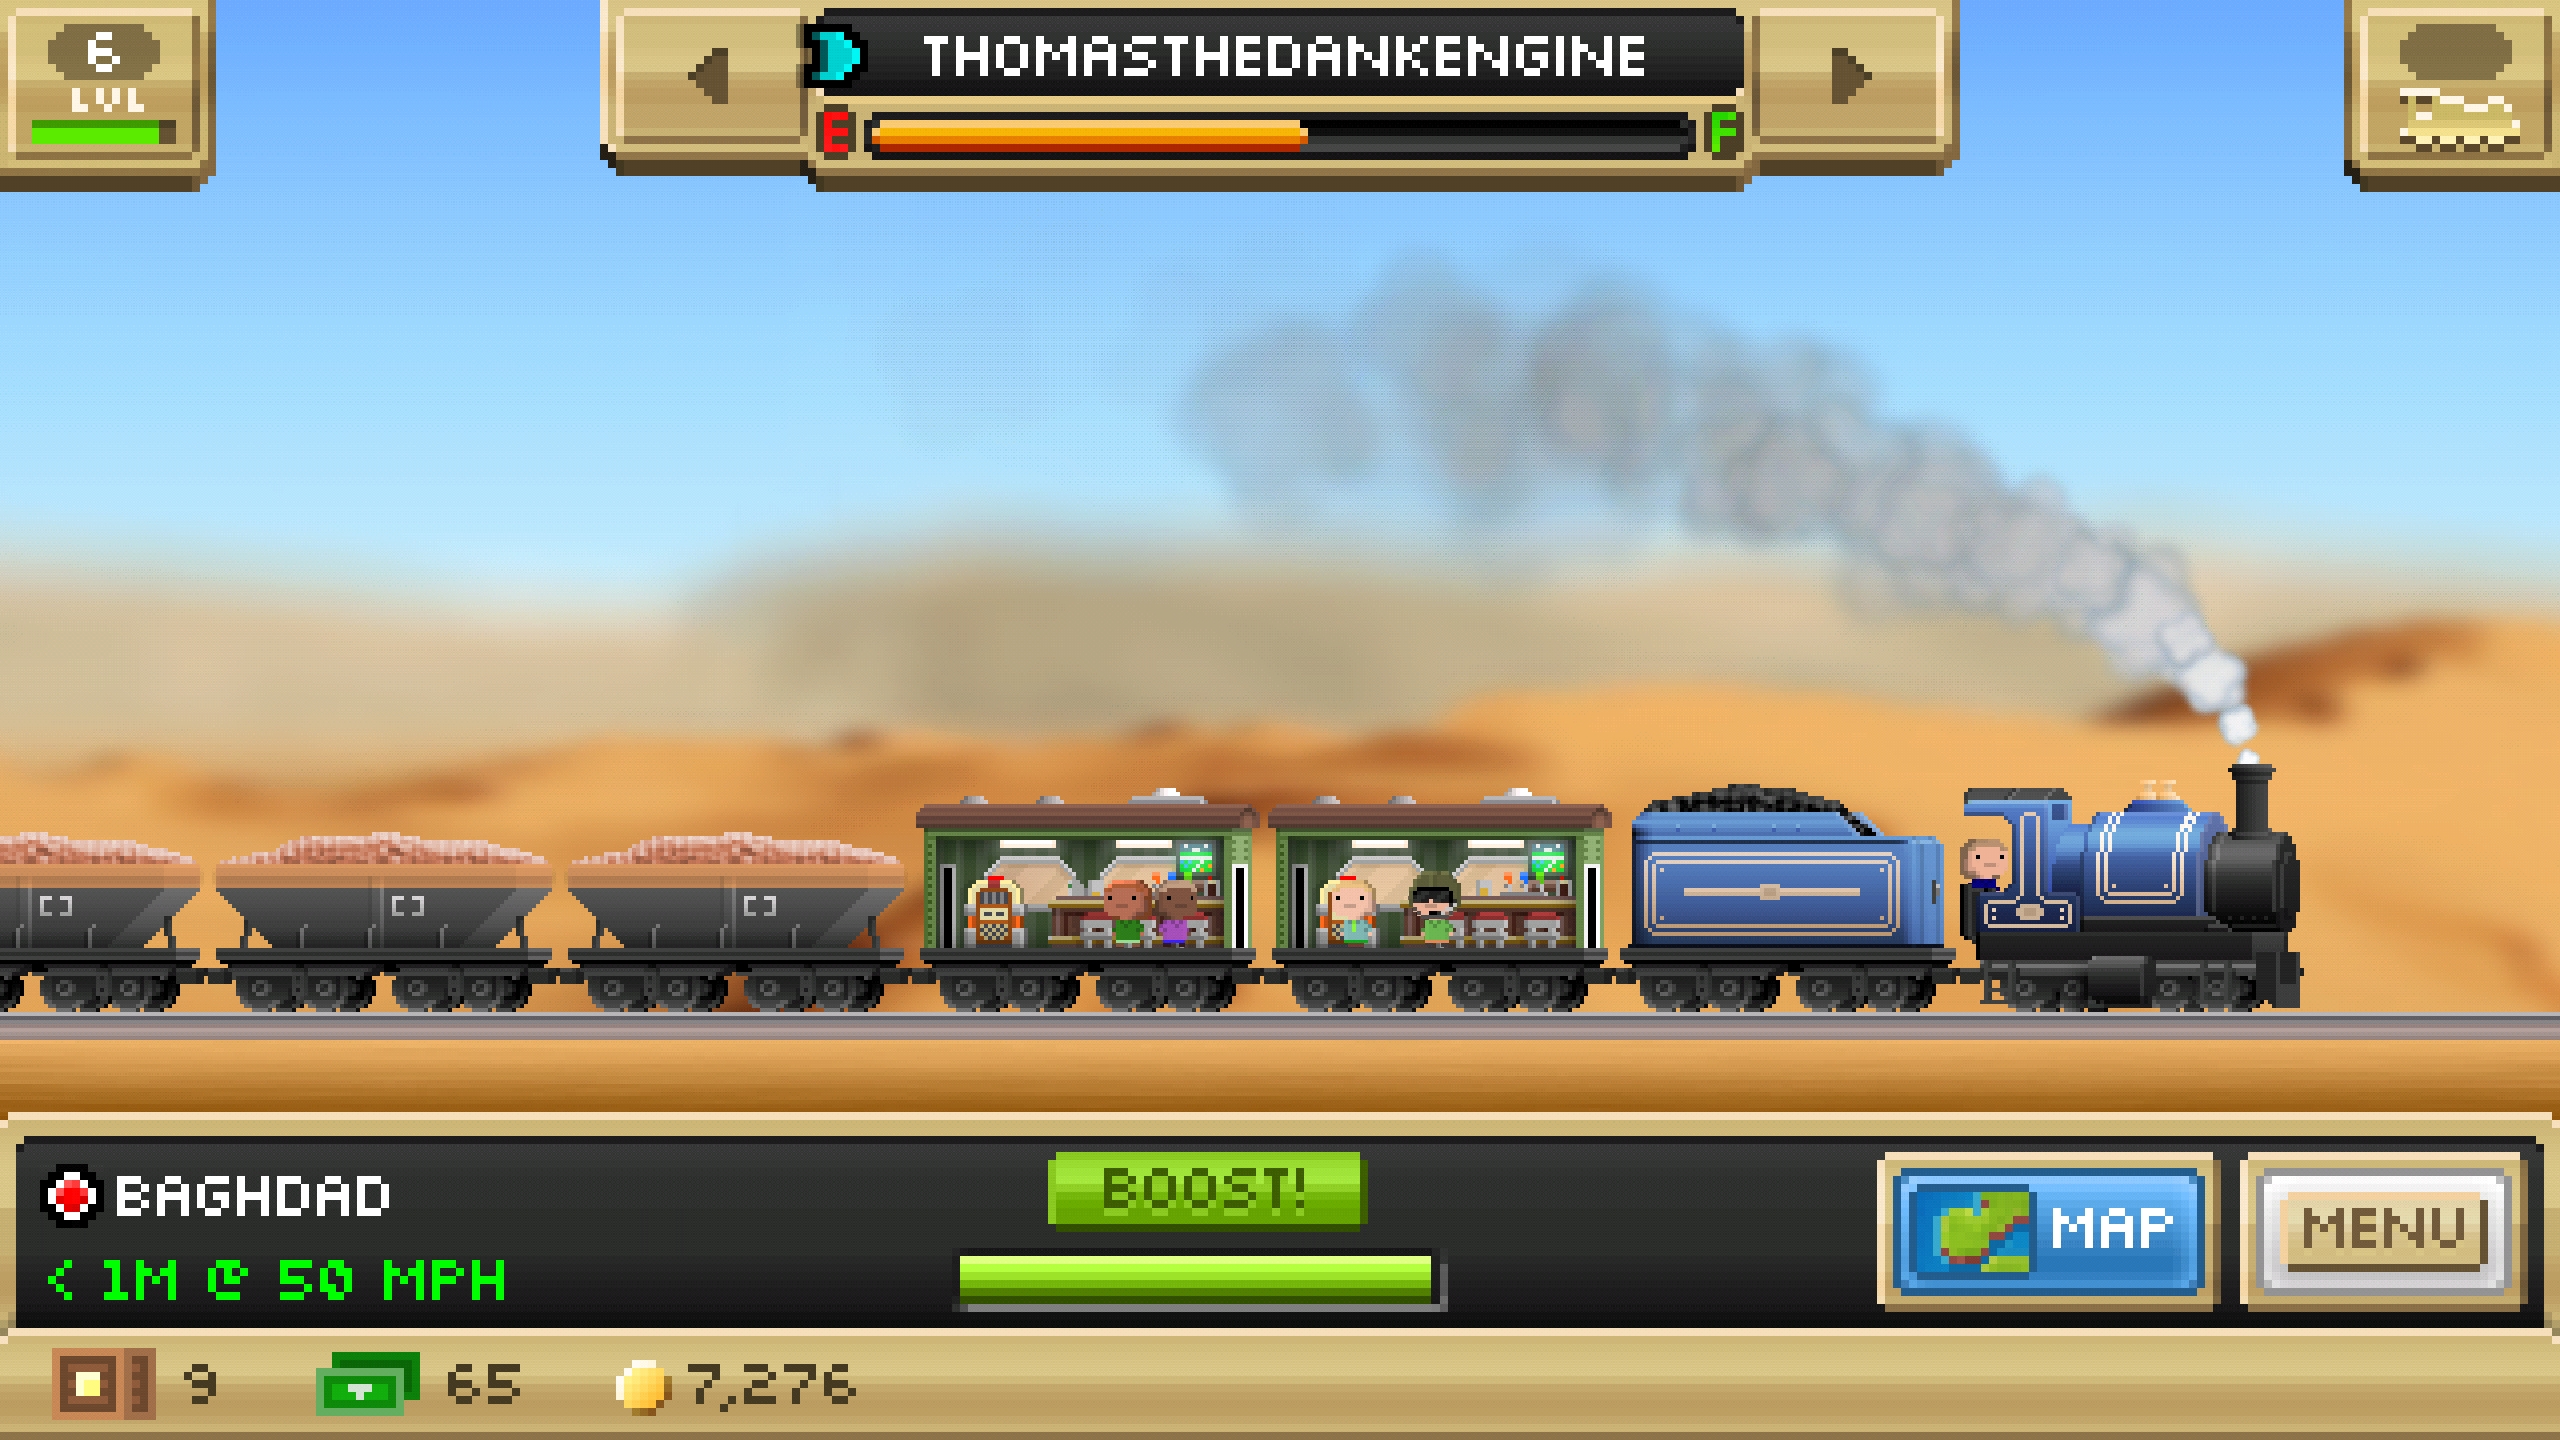 6
LVL
THOMASTHEDANKENGINE
E F
BAGHDAD
< 1M @ 50 MPH
BOOST!
MAP
MENU
9
65
7,276